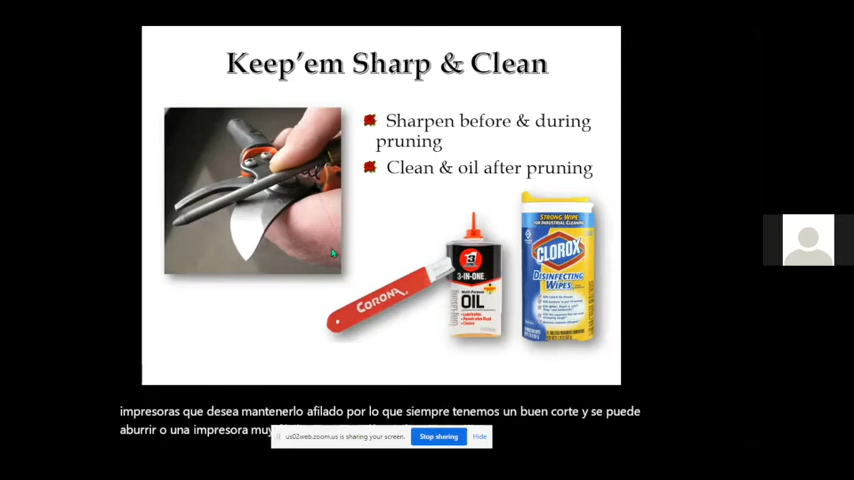 Keep'em Sharp & Clean
Sharpen before & during
pruning
Clean & oil after pruning
CORONA
3-IN-ONE
Multi-Purpose
OIL
STRONG WIPE
FOR INDUSTRIAL CLEANING
CLOROX
DISINFECTING
WIPES
impresoras que desea mantenerlo afilado por lo que siempre tenemos un buen corte y se puede
aburrir o una impresora muy
us02web.zoom.us is sharing your screen.
Stop sharing
Hide